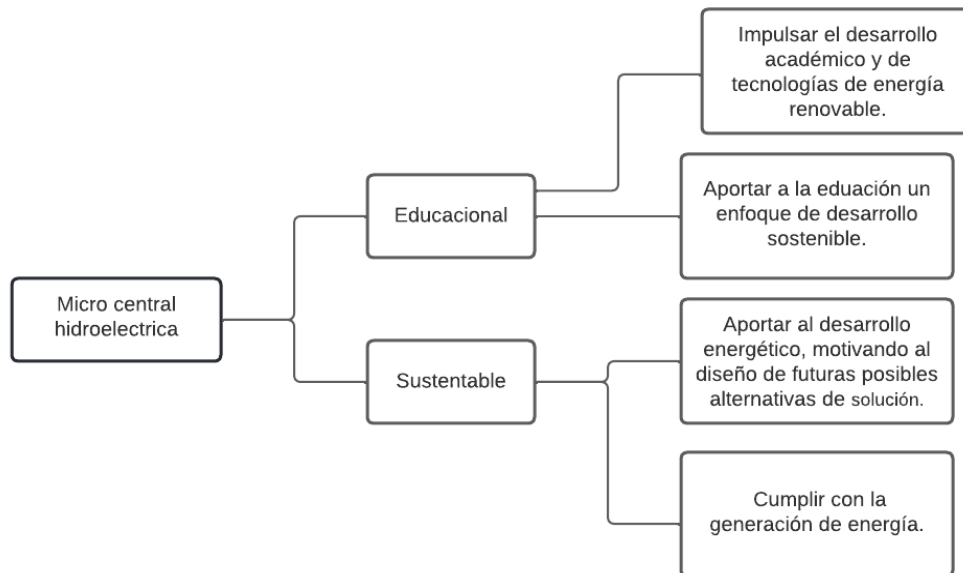 Impulsar el desarrollo
académico y de
tecnologías de energía
renovable.
Aportar a la eduación un
enfoque de desarrollo
sostenible.
Educacional
Micro central
hidroelectrica
Sustentable
Aportar al desarrollo
energético, motivando al
diseño de futuras posibles
alternativas de solución.
Cumplir con la
generación de energía.